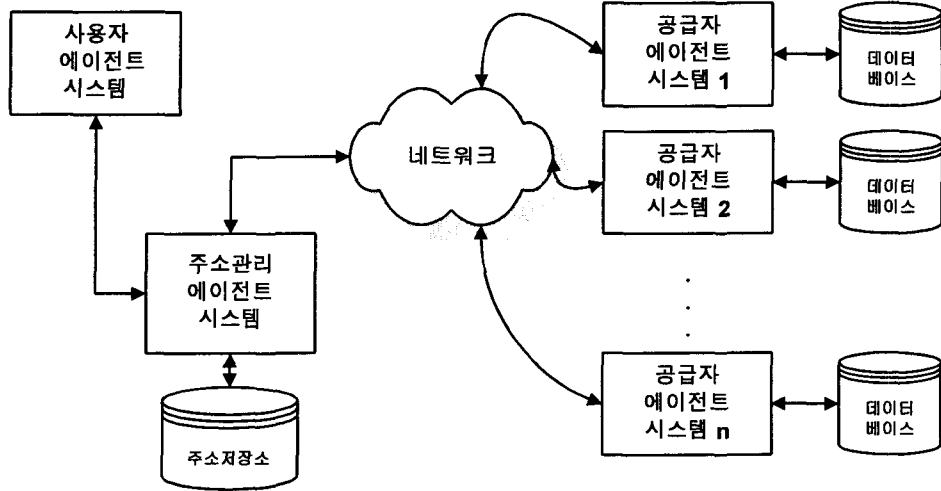 사용자
에이전트
시스템
주소관리
에이전트
시스템
주소저장소
네트워크
공급자
에이전트
시스템 1
데이터
베이스
공급자
에이전트
시스템 2
데이터
베이스
공급자
에이전트
시스템 n
데이터
베이스